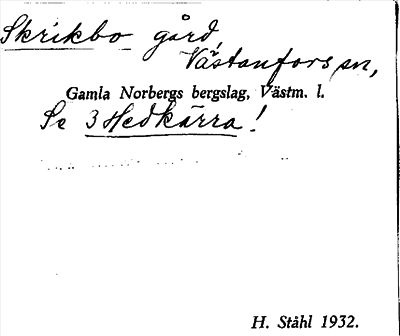 Skrikbo gård,
Västanfors sn,
Gamla Norbergs bergslag, Västm. l.
Se 3 Hedkärra!
H. Ståhl 1932.